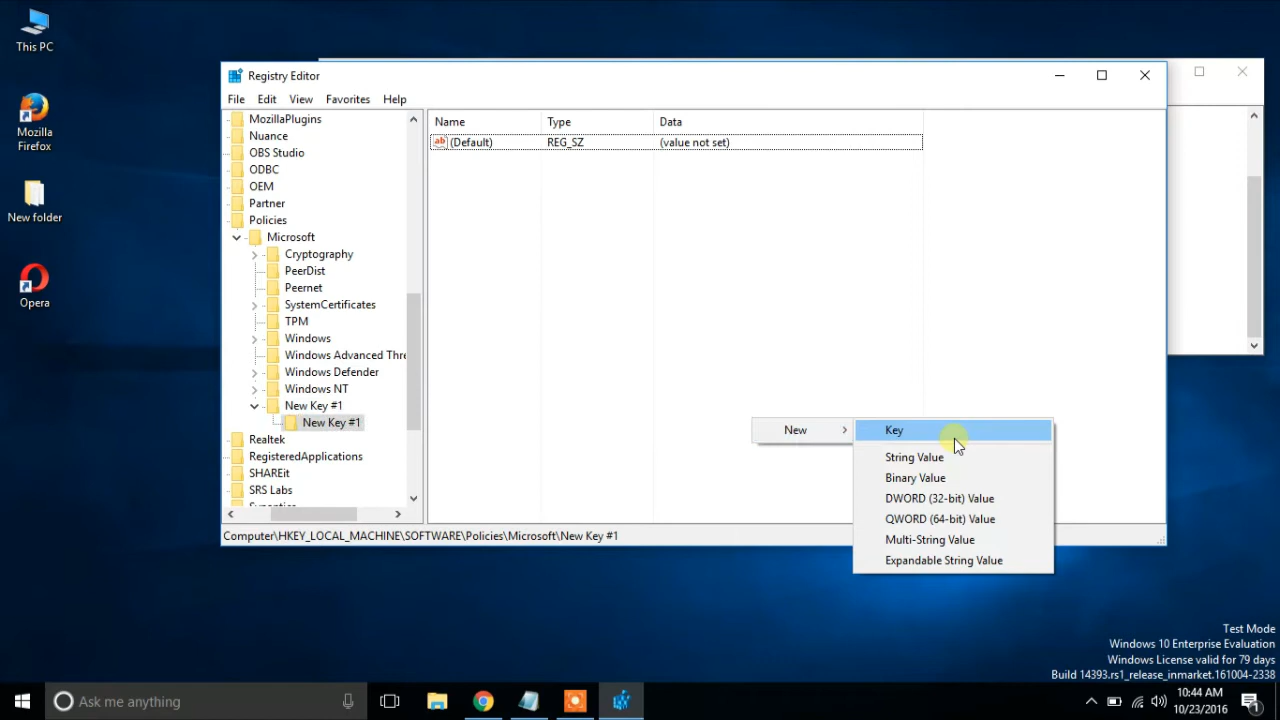 This PC
Mozilla
Firefox
New folder
Opera
Registry Editor
File Edit View Favorites Help
MozillaPlugins
Nuance
OBS Studio
ODBC
OEM
Partner
Policies
Microsoft
Cryptography
PeerDist
Peernet
SystemCertificates
TPM
Windows
Windows Advanced Thre
Windows Defender
Windows NT
New Key #1
New Key #1
Realtek
RegisteredApplications
SHAREit
SRS Labs
Name Type Data
ab (Default) REG_SZ (value not set)
New
Key
String Value
Binary Value
DWORD (32-bit) Value
QWORD (64-bit) Value
Multi-String Value
Expandable String Value
Computer\HKEY_LOCAL_MACHINE\SOFTWARE\Policies\Microsoft\New Key #1
Test Mode
Windows 10 Enterprise Evaluation
Windows License valid for 79 days
Build 14393.rs1_release_inmarket.161004-2338
Ask me anything
10:44 AM
10/23/2016
1